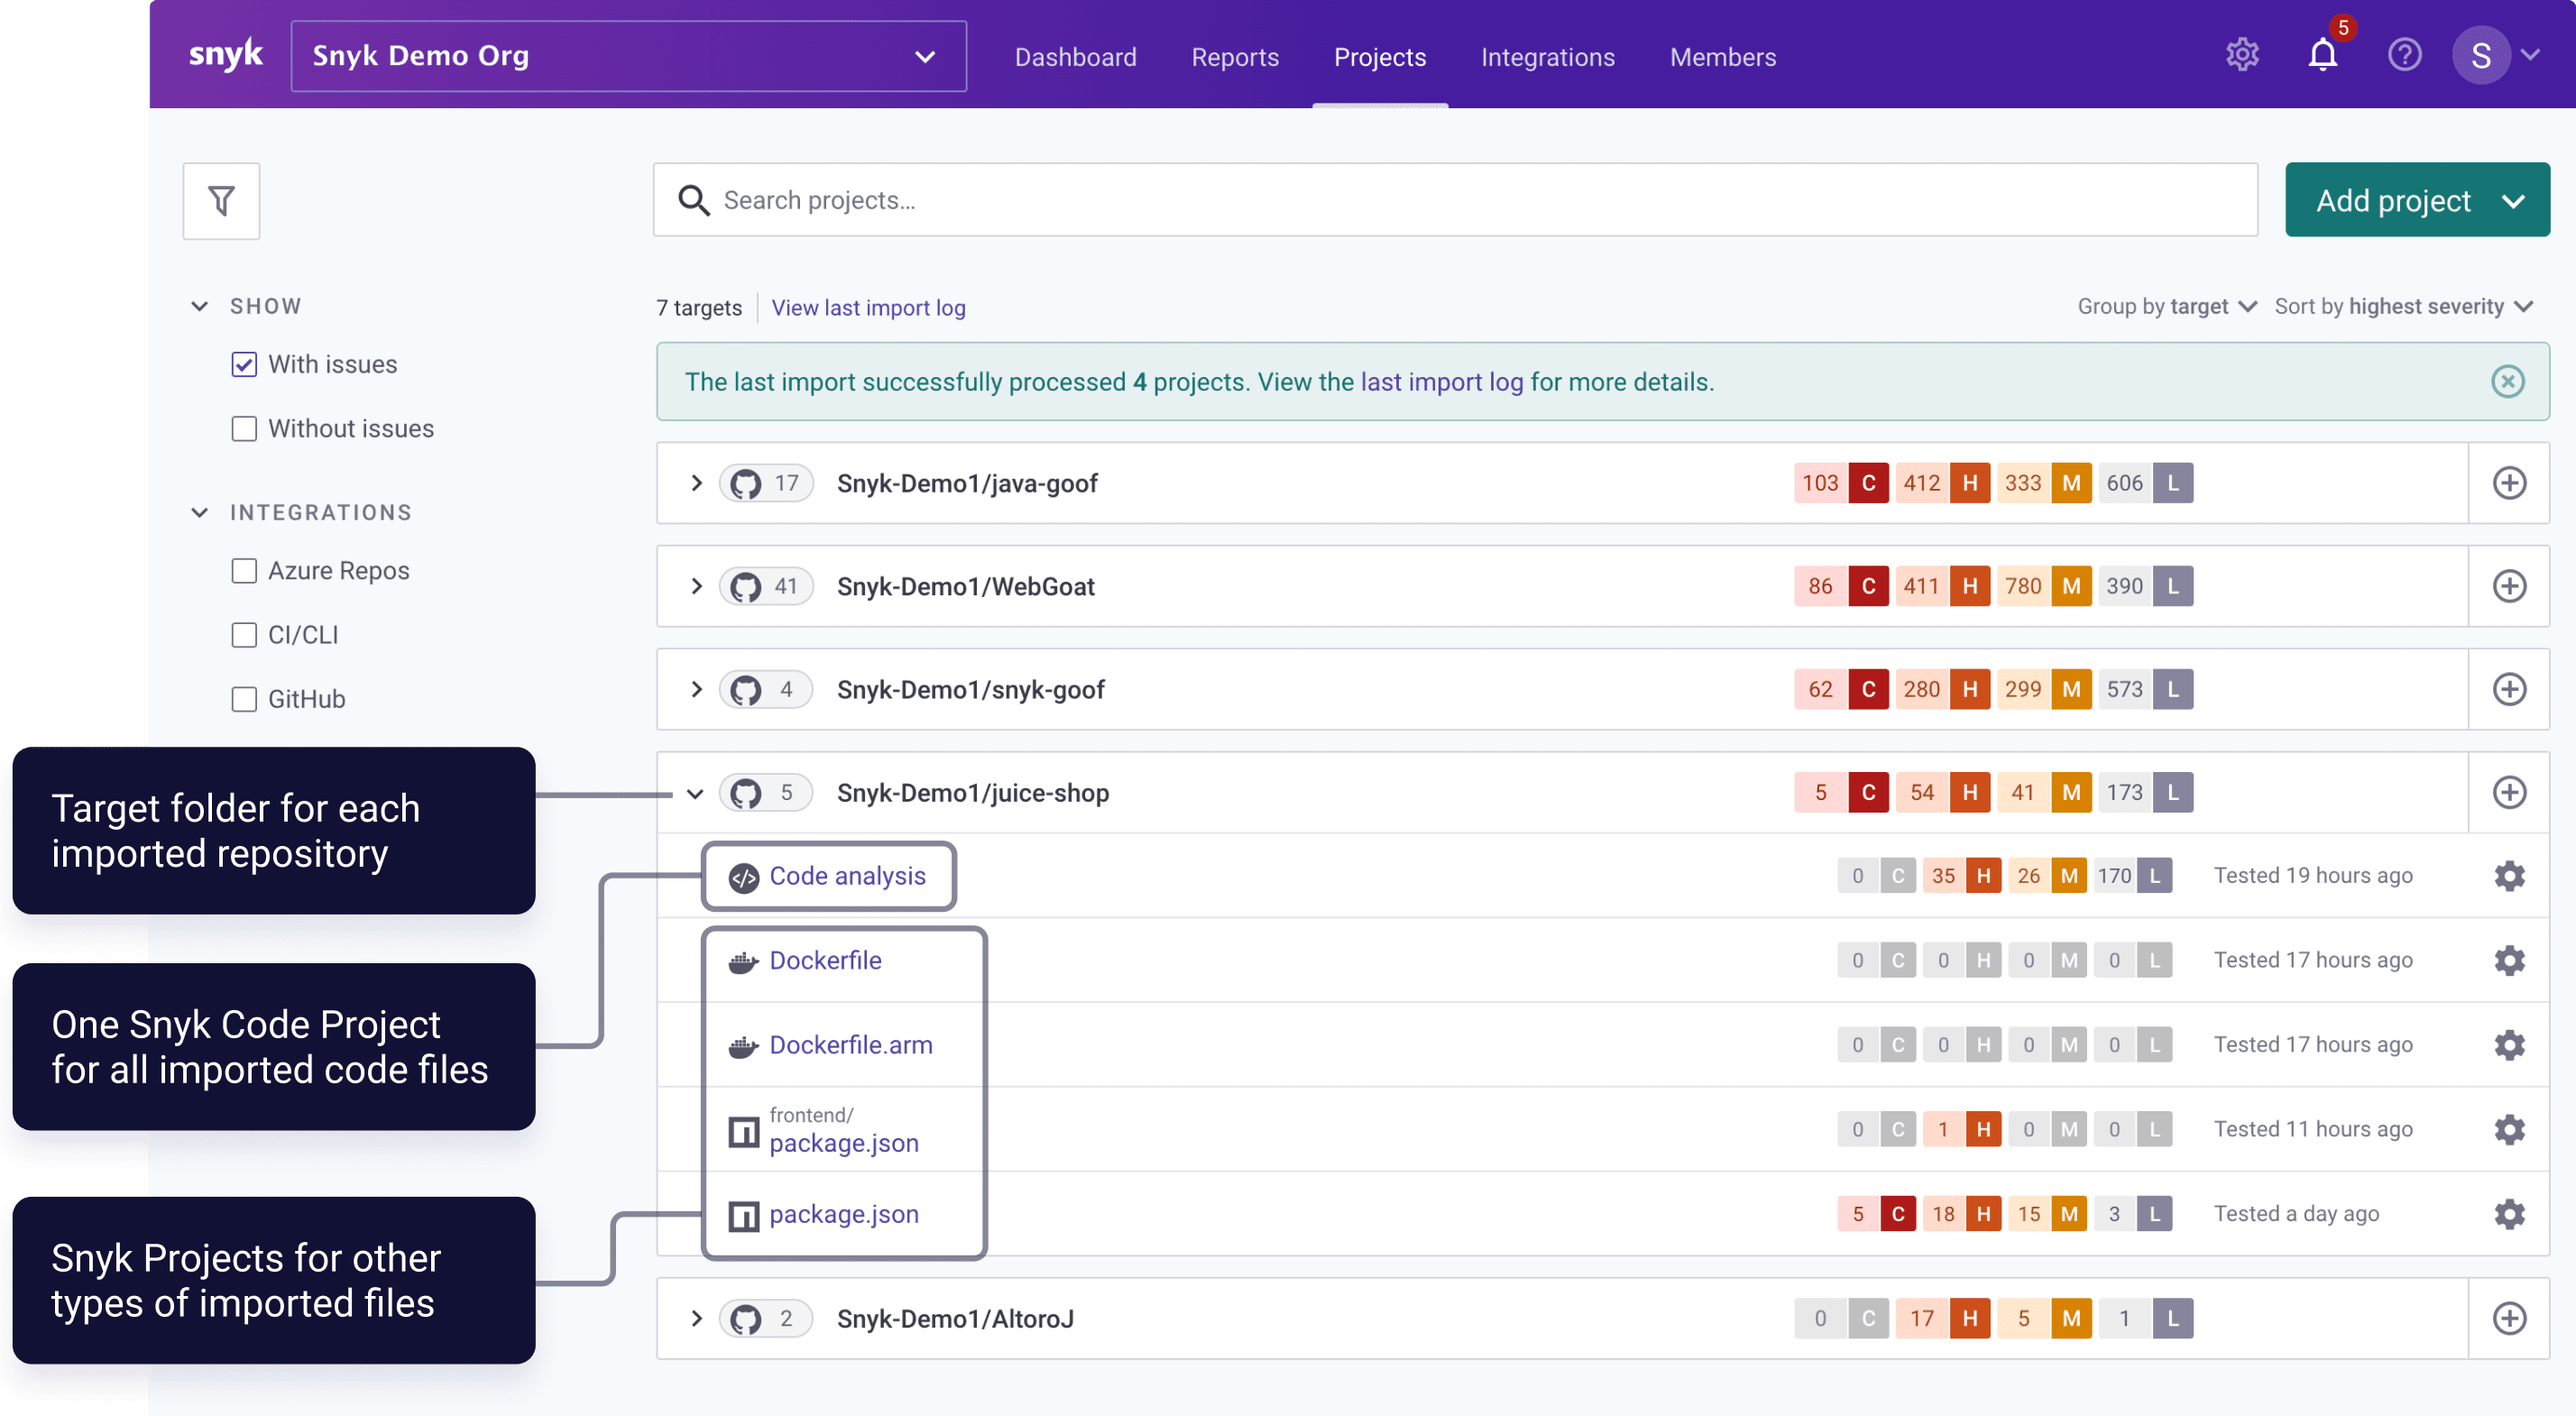 snyk
Snyk Demo Org
Dashboard
Reports
Projects
Integrations
Members
5
?
S
Search projects...
Add project
SHOW
With issues
Without issues
INTEGRATIONS
Azure Repos
CI/CLI
GitHub
7 targets
View last import log
Group by target
Sort by highest severity
The last import successfully processed 4 projects. View the last import log for more details.
17 Snyk-Demo1/java-goof 103 C 412 H 333 M 606 L
41 Snyk-Demo1/WebGoat 86 C 411 H 780 M 390 L
4 Snyk-Demo1/snyk-goof 62 C 280 H 299 M 573 L
5 Snyk-Demo1/juice-shop 5 C 54 H 41 M 173 L
Code analysis 0 C 35 H 26 M 170 L Tested 19 hours ago
Dockerfile 0 C 0 H 0 M 0 L Tested 17 hours ago
Dockerfile.arm 0 C 0 H 0 M 0 L Tested 17 hours ago
frontend/
package.json 0 C 1 H 0 M 0 L Tested 11 hours ago
package.json 5 C 18 H 15 M 3 L Tested a day ago
2 Snyk-Demo1/AltoroJ 0 C 17 H 5 M 1 L
Target folder for each
imported repository
One Snyk Code Project
for all imported code files
Snyk Projects for other
types of imported files